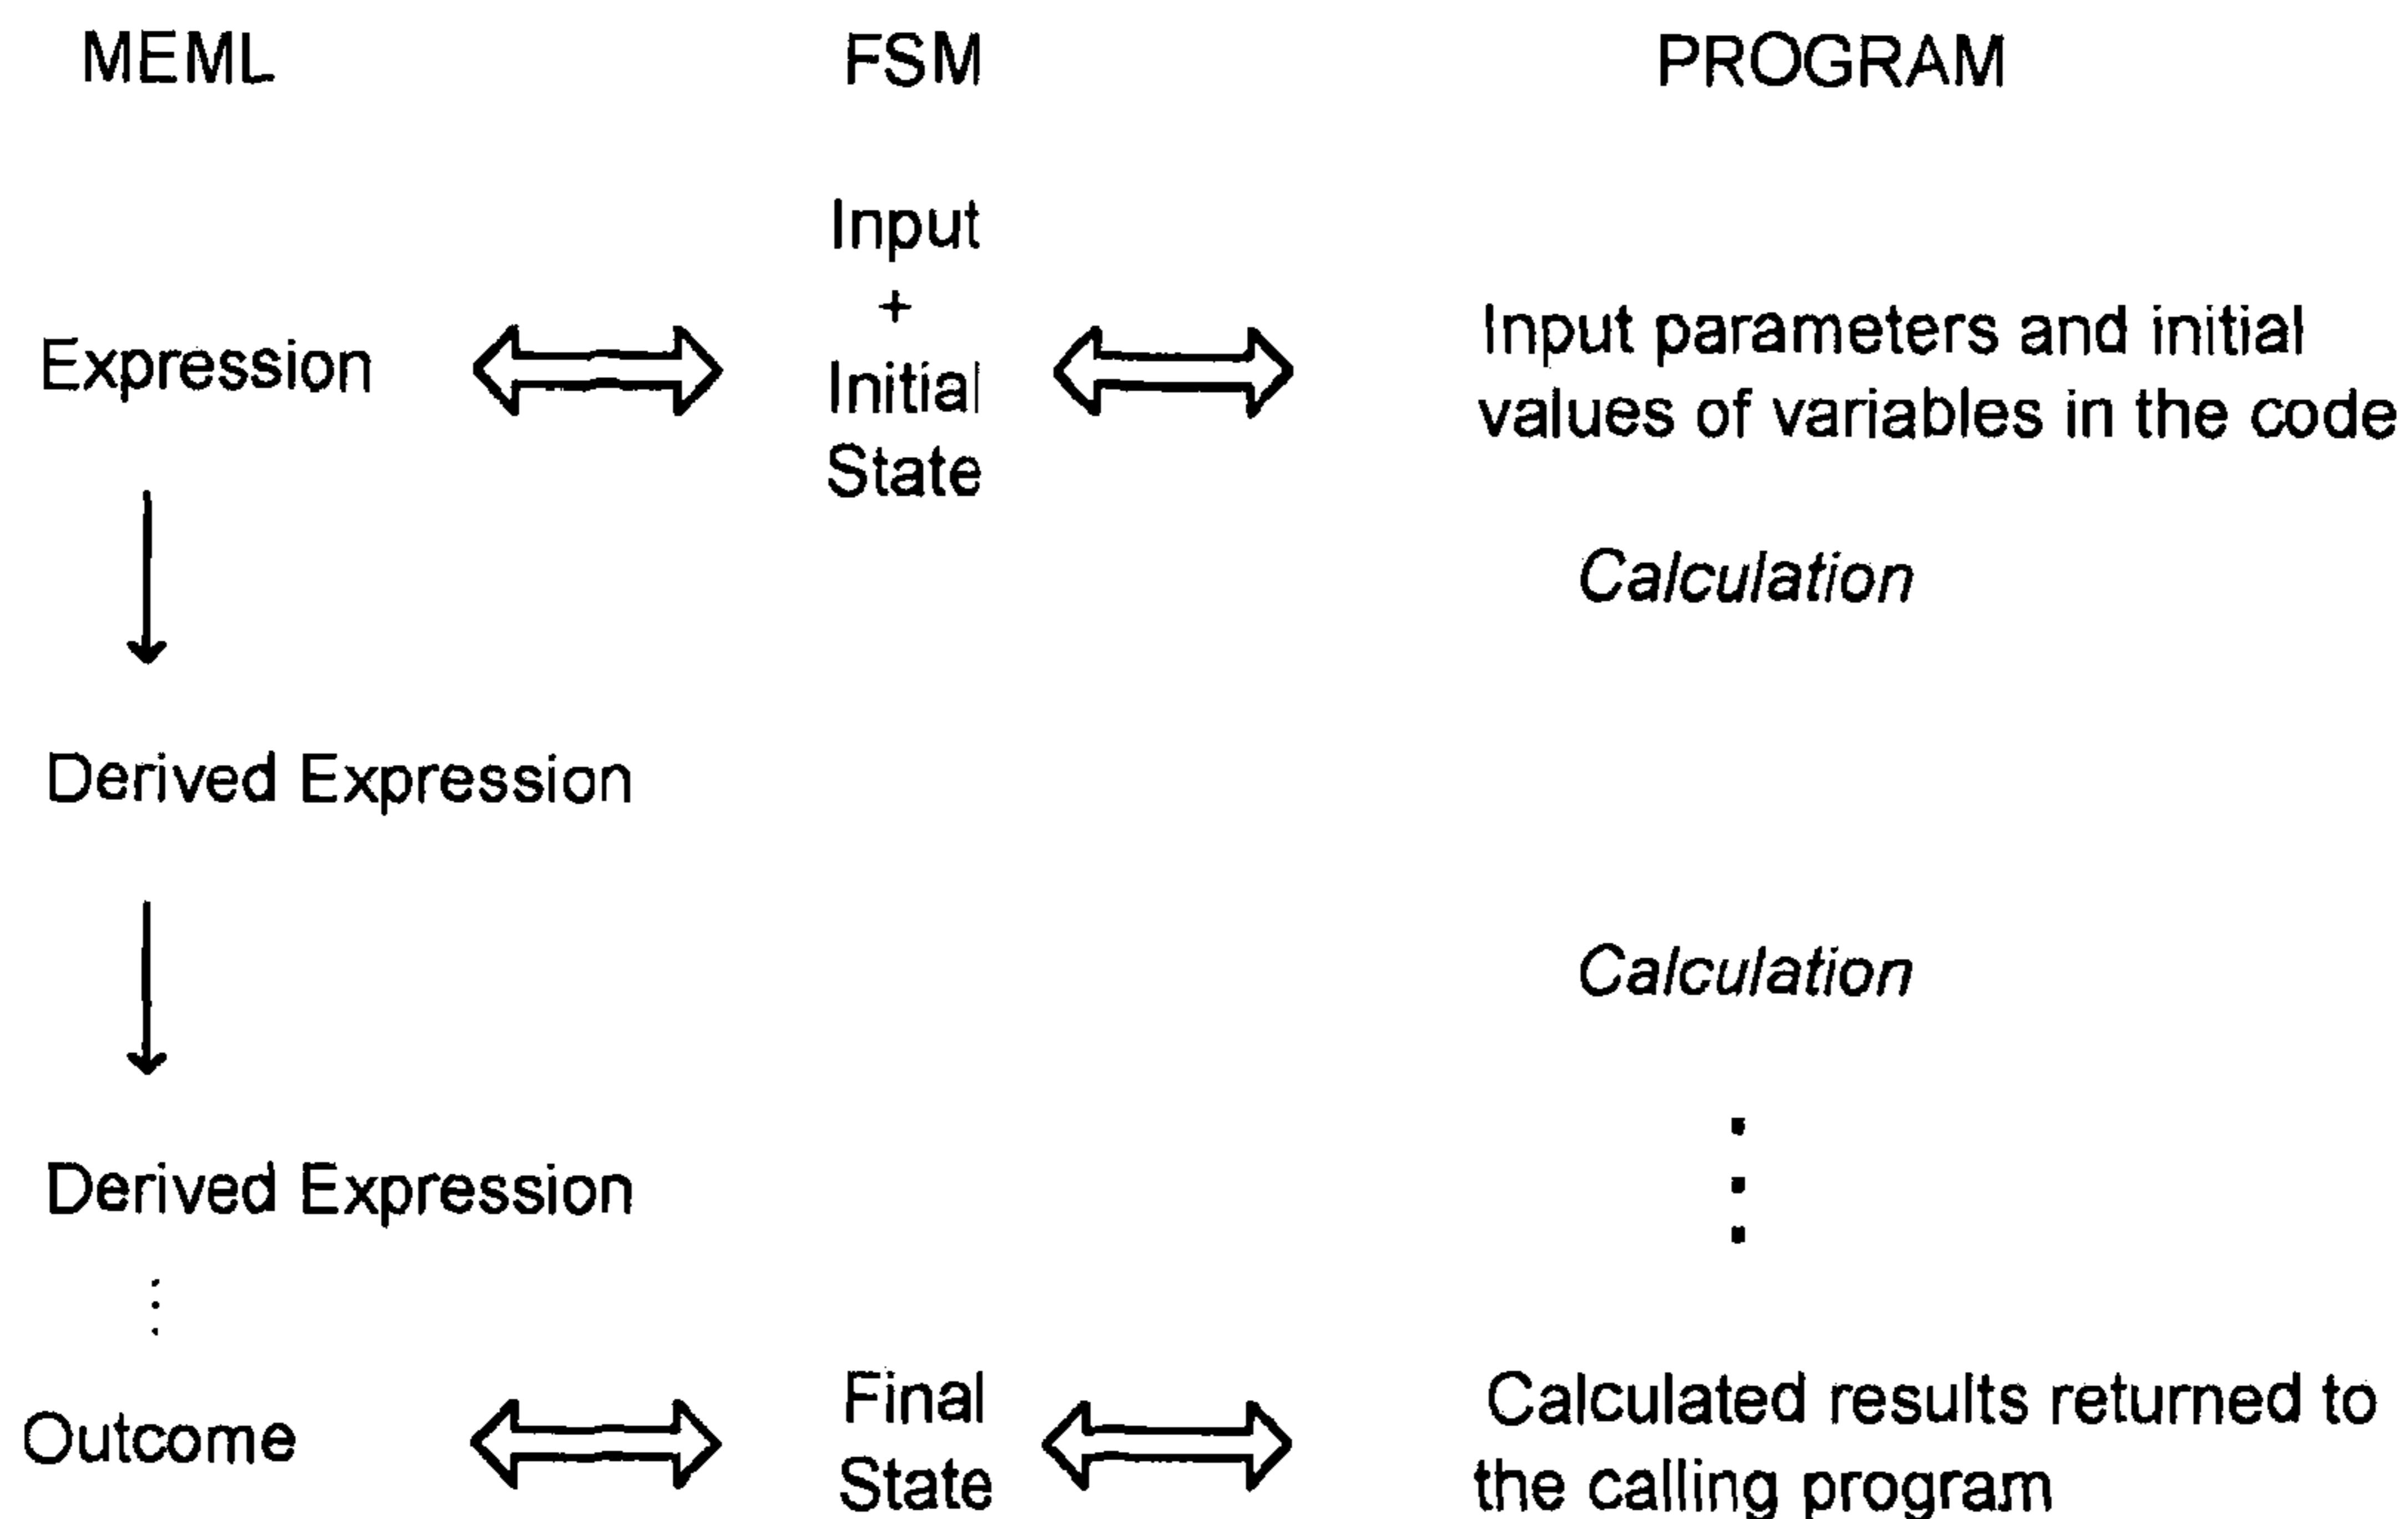 MEML FSM PROGRAM
Input
+
Initial
State
Expression
Input parameters and initial
values of variables in the code
Calculation
Derived Expression
Calculation
Derived Expression
Outcome
Final
State
Calculated results returned to
the calling program